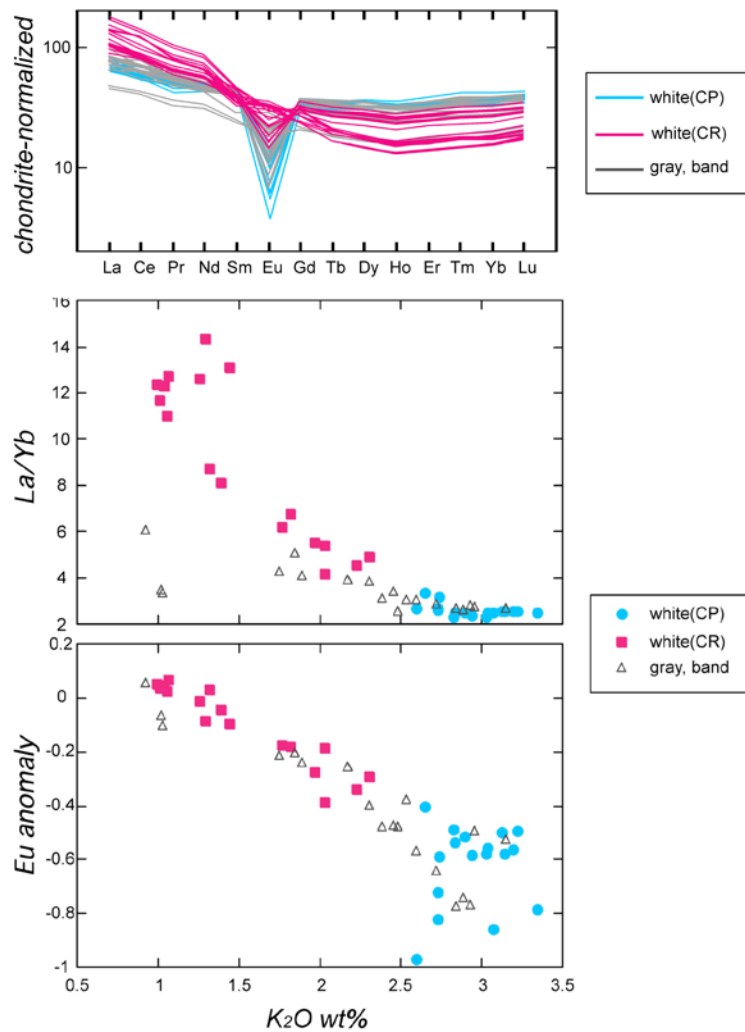 chondrite-normalized
100
10
La Ce Pr Nd Sm Eu Gd Tb Dy Ho Er Tm Yb Lu
white(CP)
white(CR)
gray, band
La/Yb
16
14
12
10
8
6
4
2
white(CP)
white(CR)
gray, band
Eu anomaly
0.2
0
-0.2
-0.4
-0.6
-0.8
-1
0.5 1 1.5 2 2.5 3 3.5
K₂O wt%